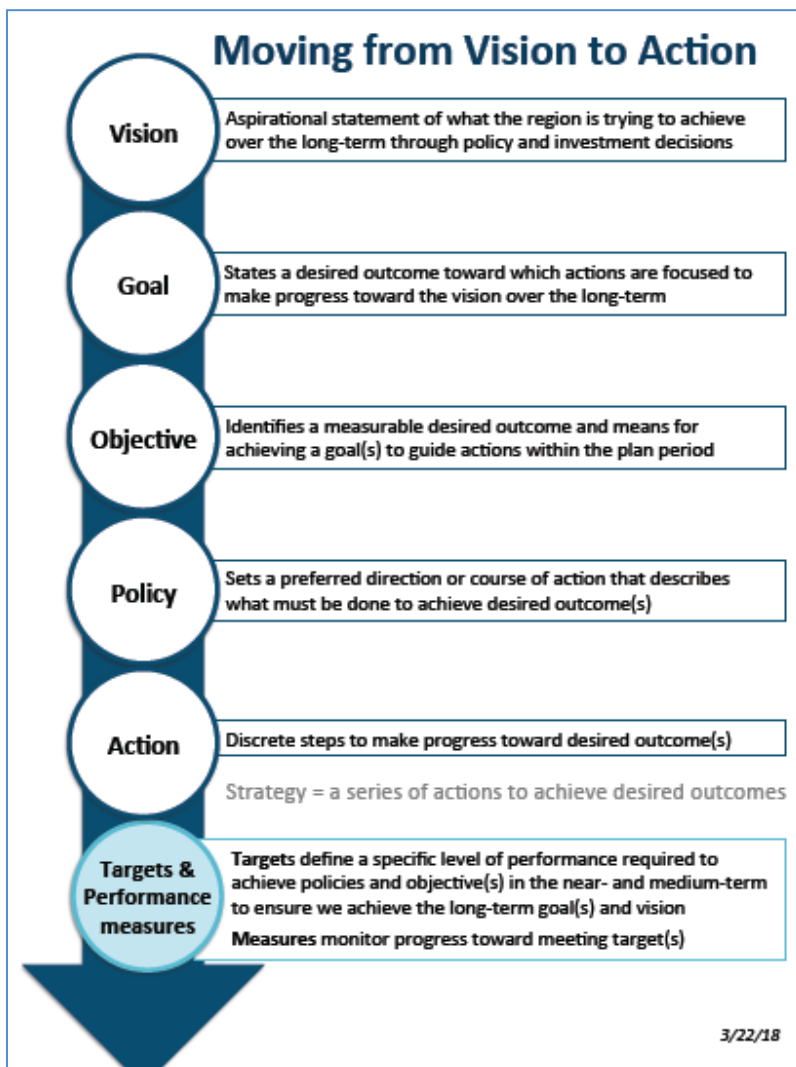 Moving from Vision to Action
Vision
Aspirational statement of what the region is trying to achieve
over the long-term through policy and investment decisions
Goal
States a desired outcome toward which actions are focused to
make progress toward the vision over the long-term
Objective
Identifies a measurable desired outcome and means for
achieving a goal(s) to guide actions within the plan period
Policy
Sets a preferred direction or course of action that describes
what must be done to achieve desired outcome(s)
Action
Discrete steps to make progress toward desired outcome(s)
Strategy = a series of actions to achieve desired outcomes
Targets &
Performance
measures
Targets define a specific level of performance required to
achieve policies and objective(s) in the near- and medium-term
to ensure we achieve the long-term goal(s) and vision
Measures monitor progress toward meeting target(s)
3/22/18